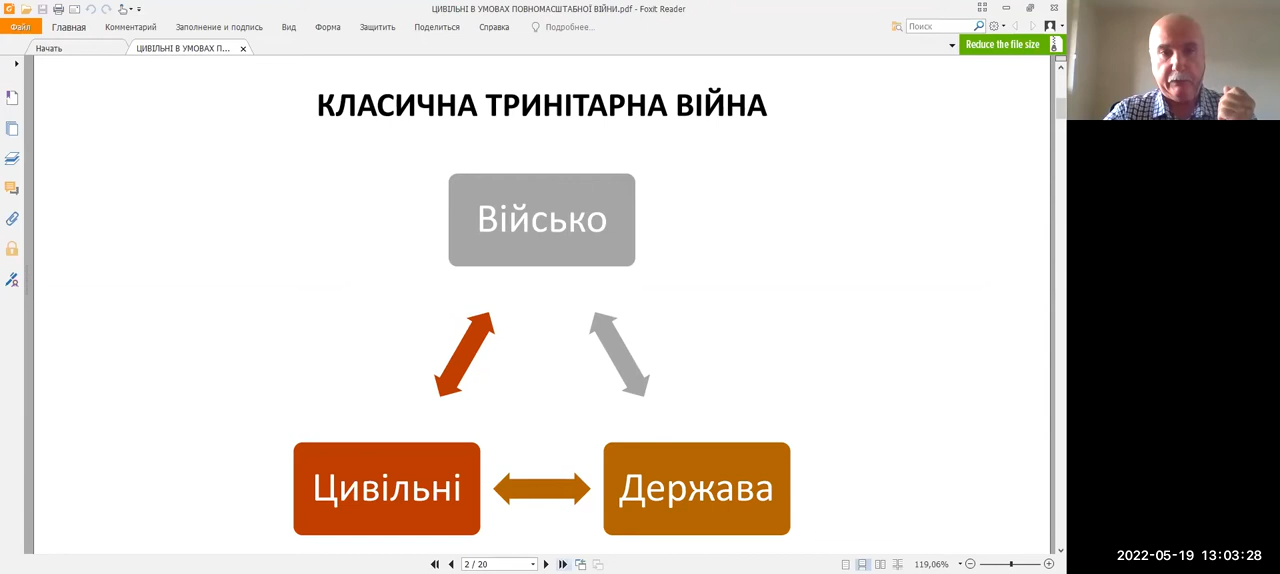 ЦИВІЛЬНІ В УМОВАХ ПОВНОМАСШТАБНОЇ ВІЙНИ.pdf - Foxit Reader
Файл Главная Комментарий Заполнение и подпись Вид Форма Защитить Поделиться Справка Подробнее... Поиск
Начать ЦИВІЛЬНІ В УМОВАХ П... Reduce the file size
КЛАСИЧНА ТРИНІТАРНА ВІЙНА
Військо
Цивільні Держава
2 / 20 119,06%
2022-05-19 13:03:28